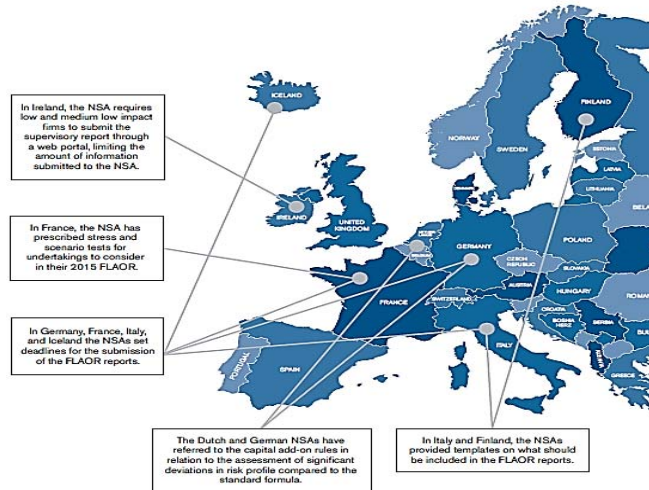 In Ireland, the NSA requires
low and medium low impact
firms to submit the
supervisory report through
a web portal, limiting the
amount of information
submitted to the NSA.
In France, the NSA has
prescribed stress and
scenario tests for
undertakings to consider
in their 2015 FLAOR.
In Germany, France, Italy,
and Iceland the NSAs set
deadlines for the submission
of the FLAOR reports.
The Dutch and German NSAs have
referred to the capital add-on rules in
relation to the assessment of significant
deviations in risk profile compared to the
standard formula.
In Italy and Finland, the NSAs
provided templates on what should
be included in the FLAOR reports.
ICELAND
FINLAND
NORWAY
SWEDEN
ESTONIA
LATVIA
LITHUANIA
IRELAND
UNITED
KINGDOM
GERMANY
POLAND
CZECH
REPUBLIC
SLOVAKIA
AUSTRIA
HUNGARY
FRANCE
SWITZERLAND
CROATIA
BOSNIA
HERZ
SERBIA
ITALY
PORTUGAL
SPAIN
GREECE